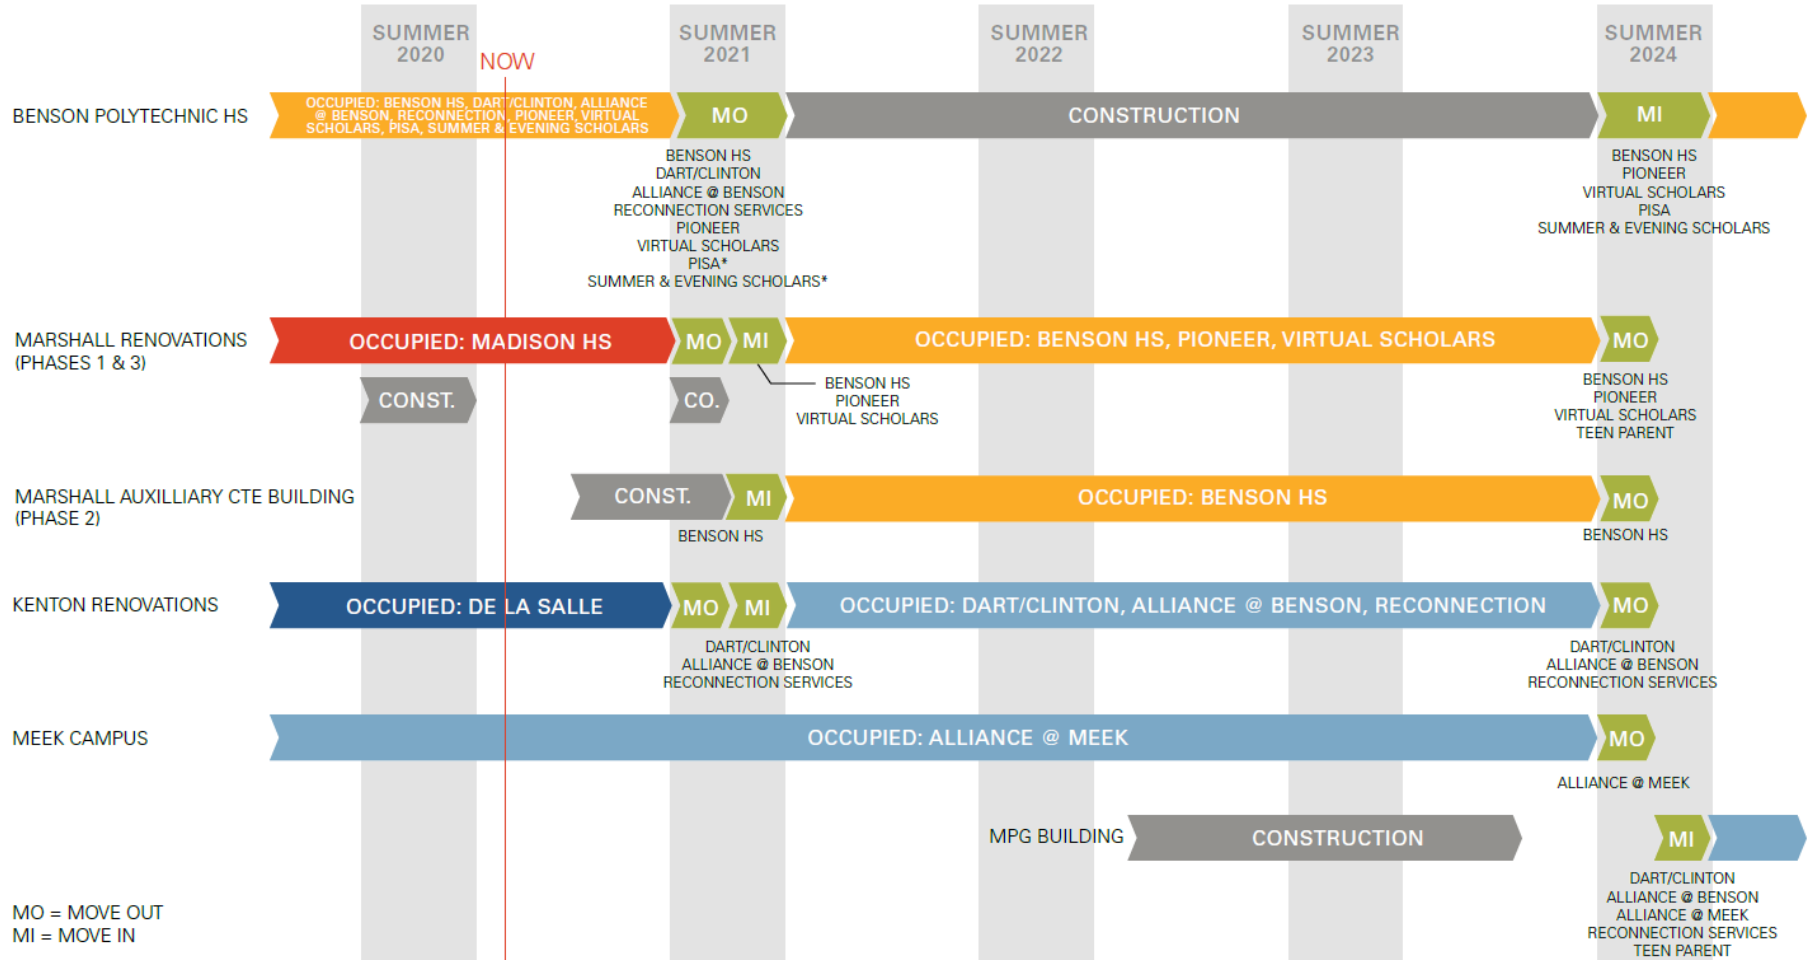 SUMMER
2020
NOW
SUMMER
2021
SUMMER
2022
SUMMER
2023
SUMMER
2024
BENSON POLYTECHNIC HS
OCCUPIED: BENSON HS, DART/CLINTON, ALLIANCE
@ BENSON, RECONNECTION, PIONEER, VIRTUAL
SCHOLARS, PISA, SUMMER & EVENING SCHOLARS
MO
CONSTRUCTION
MI
BENSON HS
DART/CLINTON
ALLIANCE @ BENSON
RECONNECTION SERVICES
PIONEER
VIRTUAL SCHOLARS
PISA*
SUMMER & EVENING SCHOLARS*
BENSON HS
PIONEER
VIRTUAL SCHOLARS
PISA
SUMMER & EVENING SCHOLARS
MARSHALL RENOVATIONS
(PHASES 1 & 3)
OCCUPIED: MADISON HS
MO
MI
OCCUPIED: BENSON HS, PIONEER, VIRTUAL SCHOLARS
MO
CONST.
CO.
BENSON HS
PIONEER
VIRTUAL SCHOLARS
BENSON HS
PIONEER
VIRTUAL SCHOLARS
TEEN PARENT
MARSHALL AUXILLIARY CTE BUILDING
(PHASE 2)
CONST.
MI
OCCUPIED: BENSON HS
MO
BENSON HS
BENSON HS
KENTON RENOVATIONS
OCCUPIED: DE LA SALLE
MO
MI
OCCUPIED: DART/CLINTON, ALLIANCE @ BENSON, RECONNECTION
MO
DART/CLINTON
ALLIANCE @ BENSON
RECONNECTION SERVICES
DART/CLINTON
ALLIANCE @ BENSON
RECONNECTION SERVICES
MEEK CAMPUS
OCCUPIED: ALLIANCE @ MEEK
MO
ALLIANCE @ MEEK
MPG BUILDING
CONSTRUCTION
MI
DART/CLINTON
ALLIANCE @ BENSON
ALLIANCE @ MEEK
RECONNECTION SERVICES
TEEN PARENT
MO = MOVE OUT
MI = MOVE IN